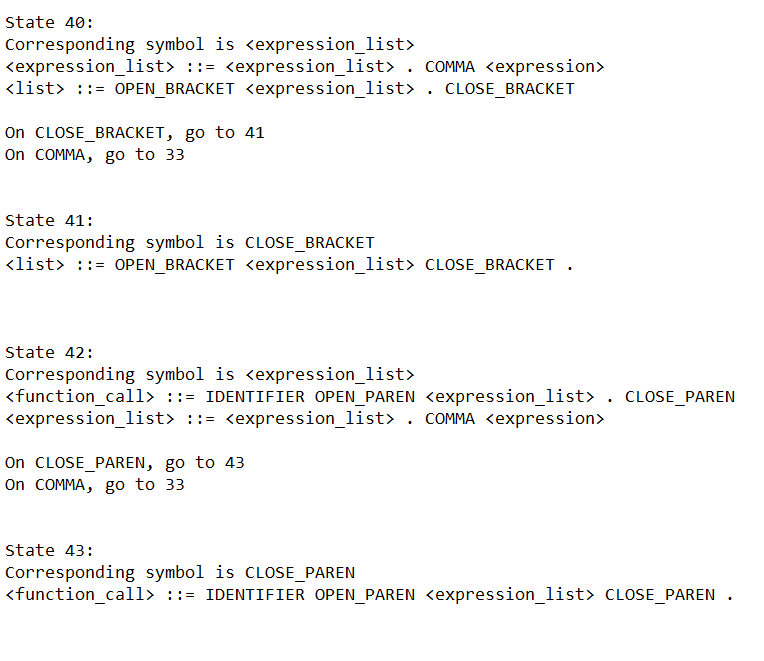 State 40:
Corresponding symbol is <expression_list>
<expression_list> ::= <expression_list> . COMMA <expression>
<list> ::= OPEN_BRACKET <expression_list> . CLOSE_BRACKET
On CLOSE_BRACKET, go to 41
On COMMA, go to 33
State 41:
Corresponding symbol is CLOSE_BRACKET
<list> ::= OPEN_BRACKET <expression_list> CLOSE_BRACKET .
State 42:
Corresponding symbol is <expression_list>
<function_call> ::= IDENTIFIER OPEN_PAREN <expression_list> . CLOSE_PAREN
<expression_list> ::= <expression_list> . COMMA <expression>
On CLOSE_PAREN, go to 43
On COMMA, go to 33
State 43:
Corresponding symbol is CLOSE_PAREN
<function_call> ::= IDENTIFIER OPEN_PAREN <expression_list> CLOSE_PAREN .